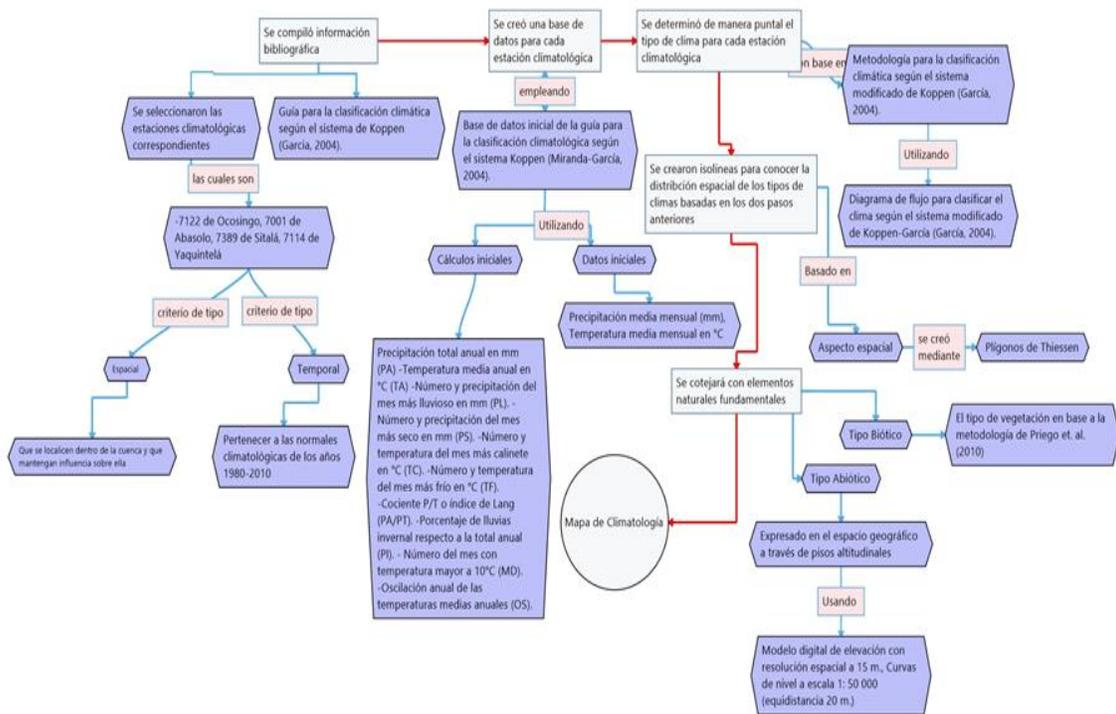 Se compiló información
bibliográfica
Se creó una base de
datos para cada
estación climatológica
Se determinó de manera puntal el
tipo de clima para cada estación
climatológica
on base en
Metodología para la clasificación
climática según el sistema
modificado de Koppen (García,
2004).
Utilizando
Diagrama de flujo para clasificar el
clima según el sistema modificado
de Koppen-García (García, 2004).
Se seleccionaron las
estaciones climatológicas
correspondientes
Guía para la clasificación climática
según el sistema de Koppen
(García, 2004).
las cuales son
-7122 de Ocosingo, 7001 de
Abasolo, 7389 de Sitalá, 7114 de
Yaquintelá
criterio de tipo
criterio de tipo
Espacial
Temporal
Que se localicen dentro de la cuenca y que
mantengan influencia sobre ella
Pertenecer a las normales
climatológicas de los años
1980-2010
empleando
Base de datos inicial de la guía para
la clasificación climatológica según
el sistema Koppen (Miranda-García,
2004).
Utilizando
Cálculos iniciales
Datos iniciales
Precipitación media mensual (mm),
Temperatura media mensual en °C
Precipitación total anual en mm
(PA) -Temperatura media anual en
°C (TA) -Número y precipitación del
mes más lluvioso en mm (PL). -
Número y precipitación del mes
más seco en mm (PS). -Número y
temperatura del mes más calinete
en °C (TC). -Número y temperatura
del mes más frío en °C (TF).
-Cociente P/T o índice de Lang
(PA/PT). -Porcentaje de lluvias
invernal respecto a la total anual
(PI). - Número del mes con
temperatura mayor a 10°C (MD).
-Oscilación anual de las
temperaturas medias anuales (OS).
Se crearon isolineas para conocer la
distribción espacial de los tipos de
climas basadas en los dos pasos
anteriores
Basado en
Aspecto espacial
se creó
mediante
Plígonos de Thiessen
Se cotejará con elementos
naturales fundamentales
Tipo Biótico
El tipo de vegetación en base a la
metodología de Priego et. al.
(2010)
Tipo Abiótico
Expresado en el espacio geográfico
a través de pisos altitudinales
Usando
Modelo digital de elevación con
resolución espacial a 15 m., Curvas
de nivel a escala 1: 50 000
(equidistancia 20 m.)
Mapa de Climatología